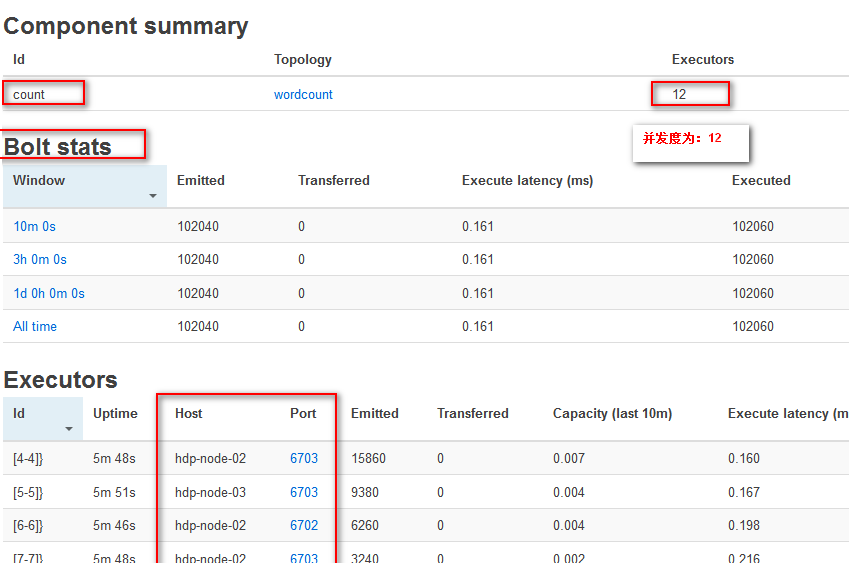 Component summary
Id Topology Executors
count wordcount 12
并发度为：12
Bolt stats
Window Emitted Transferred Execute latency (ms) Executed
10m 0s 102040 0 0.161 102060
3h 0m 0s 102040 0 0.161 102060
1d 0h 0m 0s 102040 0 0.161 102060
All time 102040 0 0.161 102060
Executors
Id Uptime Host Port Emitted Transferred Capacity (last 10m) Execute latency (m
[4-4]} 5m 48s hdp-node-02 6703 15860 0 0.007 0.160
[5-5]} 5m 51s hdp-node-03 6703 9380 0 0.004 0.167
[6-6]} 5m 46s hdp-node-02 6702 6260 0 0.004 0.198
[7-7]} 5m 48s hdp-node-02 6703 3240 0 0.002 0.216